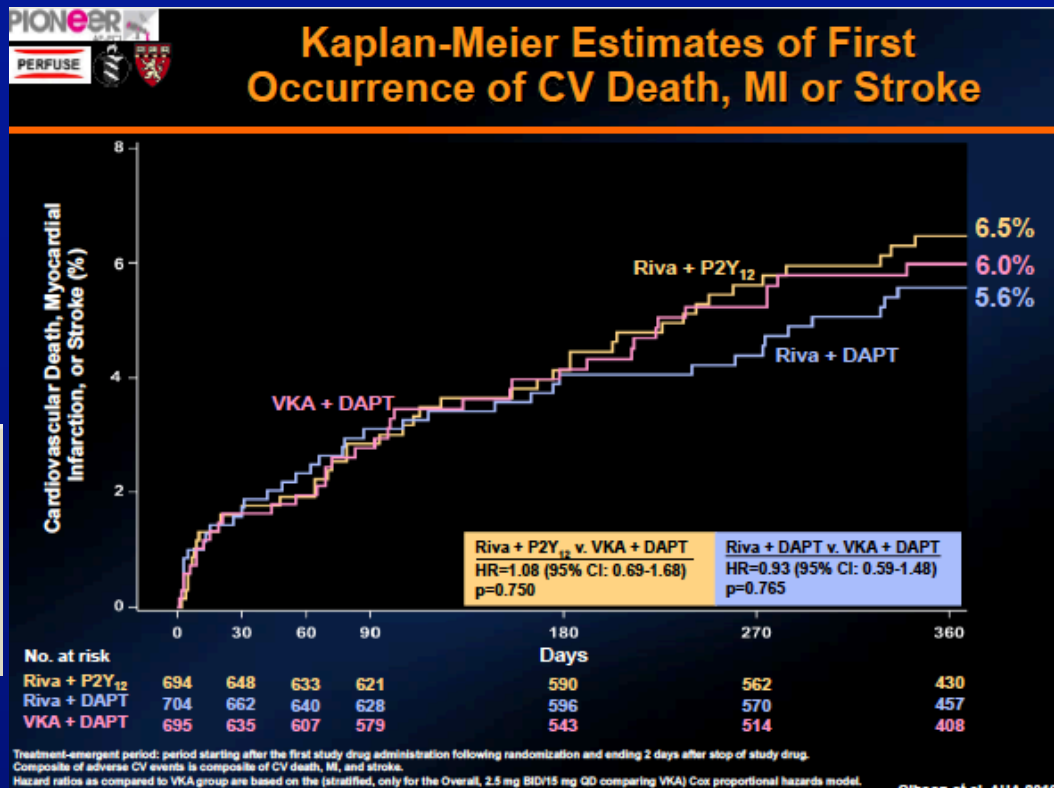 PIONEER
AF-PCI
PERFUSE
Kaplan-Meier Estimates of First
Occurrence of CV Death, MI or Stroke
Cardiovascular Death, Myocardial
Infarction, or Stroke (%)
8
6
4
2
0
6.5%
6.0%
5.6%
Riva + P2Y12
Riva + DAPT
VKA + DAPT
Riva + P2Y12 v. VKA + DAPT
HR=1.08 (95% CI: 0.69-1.68)
p=0.750
Riva + DAPT v. VKA + DAPT
HR=0.93 (95% CI: 0.59-1.48)
p=0.765
0 30 60 90 180 270 360
Days
No. at risk
Riva + P2Y12 694 648 633 621 590 562 430
Riva + DAPT 704 662 640 628 596 570 457
VKA + DAPT 695 635 607 579 543 514 408
Treatment-emergent period: period starting after the first study drug administration following randomization and ending 2 days after stop of study drug.
Composite of adverse CV events is composite of CV death, MI, and stroke.
Hazard ratios as compared to VKA group are based on the (stratified, only for the Overall, 2.5 mg BID/15 mg QD comparing VKA) Cox proportional hazards model.